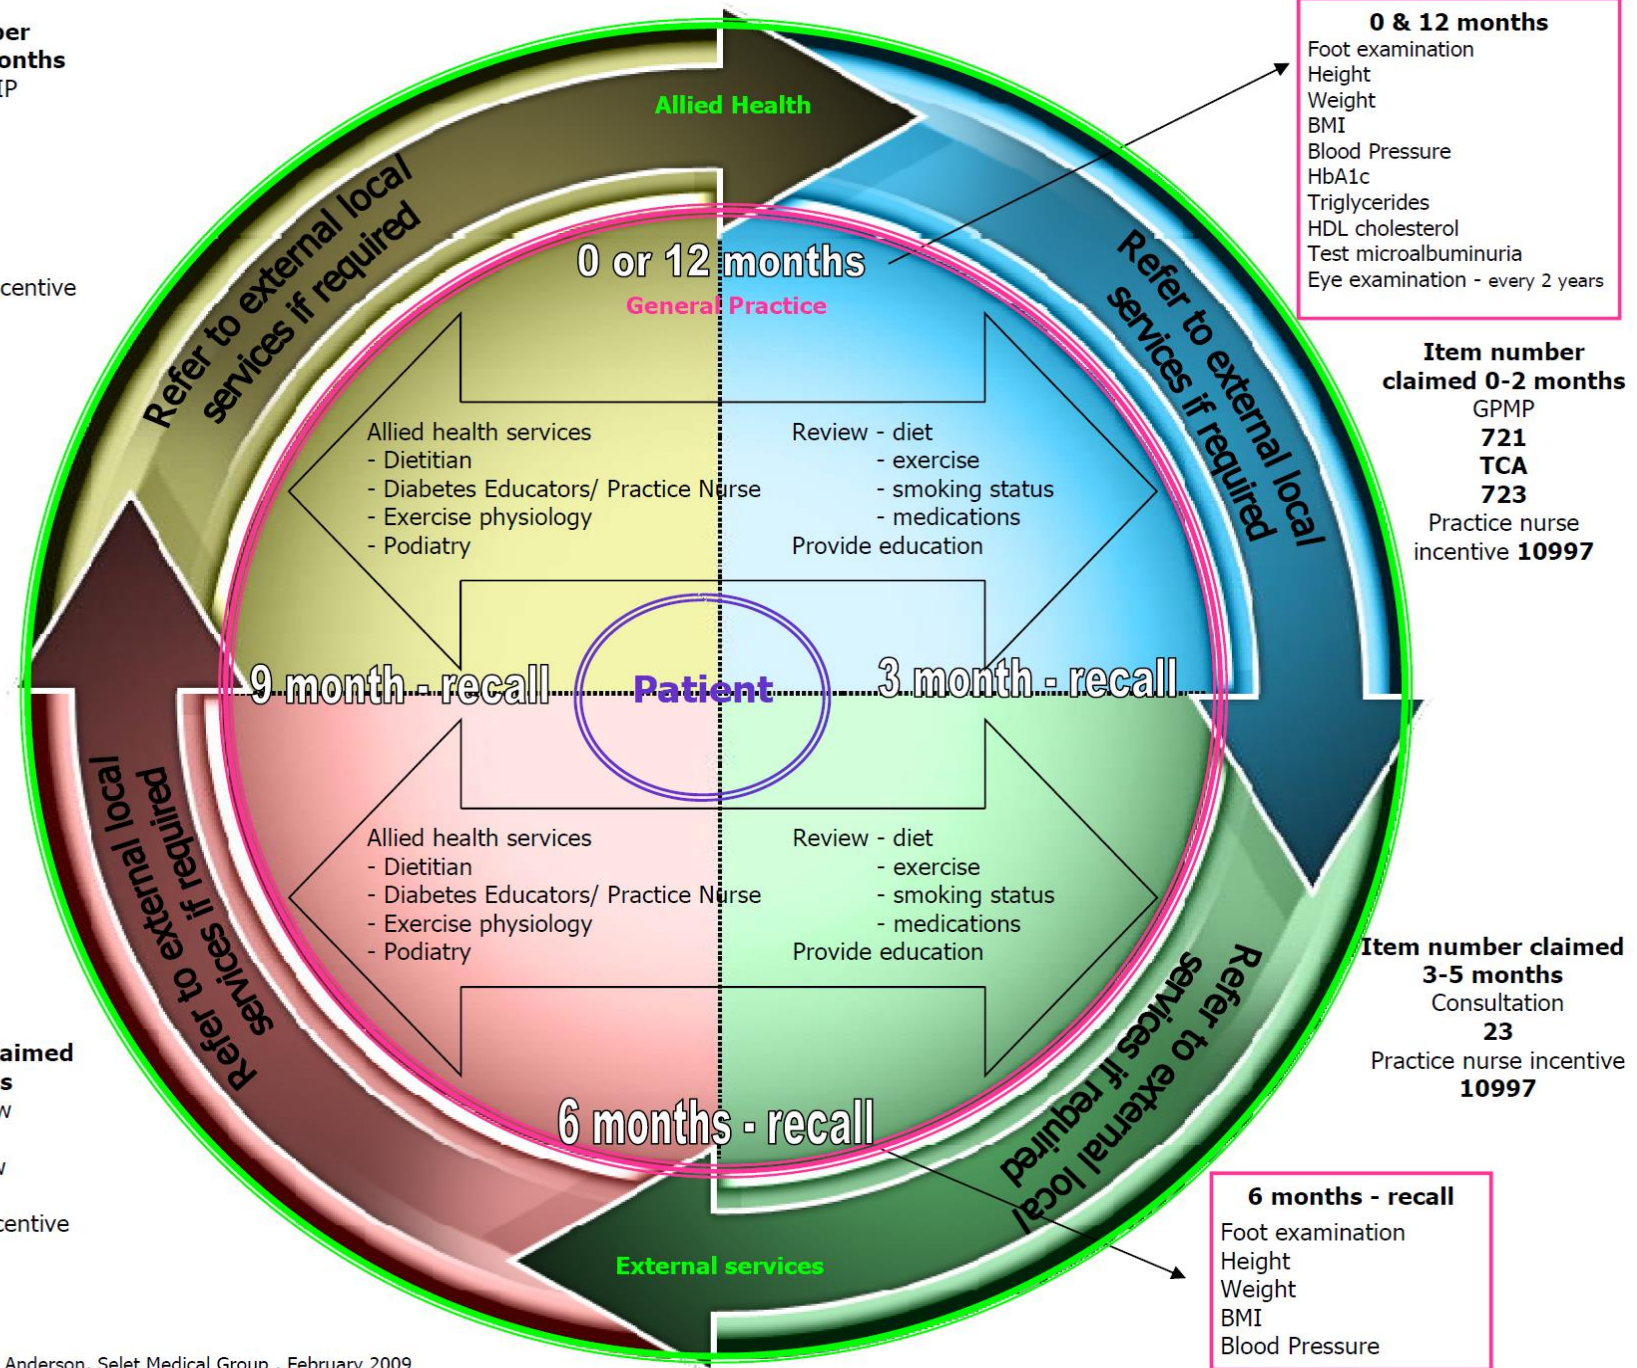 0 & 12 months
Foot examination
Height
Weight
BMI
Blood Pressure
HbA1c
Triglycerides
HDL cholesterol
Test microalbuminuria
Eye examination - every 2 years
Item number
claimed 0-2 months
GPMP
721
TCA
723
Practice nurse
incentive 10997
Item number claimed
3-5 months
Consultation
23
Practice nurse incentive
10997
6 months - recall
Foot examination
Height
Weight
BMI
Blood Pressure
Allied Health
Refer to external local
services if required
Refer to external local
services if required
Refer to external local
services if required
Refer to external local
services if required
External services
0 or 12 months
General Practice
Allied health services
- Dietitian
- Diabetes Educators/ Practice Nurse
- Exercise physiology
- Podiatry
Review - diet
- exercise
- smoking status
- medications
Provide education
9 month - recall
Patient
3 month - recall
Allied health services
- Dietitian
- Diabetes Educators/ Practice Nurse
- Exercise physiology
- Podiatry
Review - diet
- exercise
- smoking status
- medications
Provide education
6 months - recall
Anderson, Selet Medical Group , February 2009